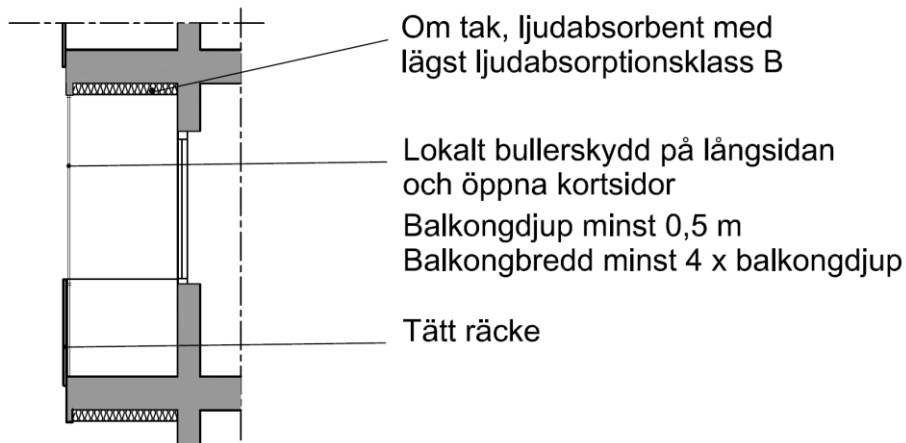 Om tak, ljudabsorbent med
lägst ljudabsorptionsklass B
Lokalt bullerskydd på långsidan
och öppna kortsidor
Balkongdjup minst 0,5 m
Balkongbredd minst 4 x balkongdjup
Tätt räcke